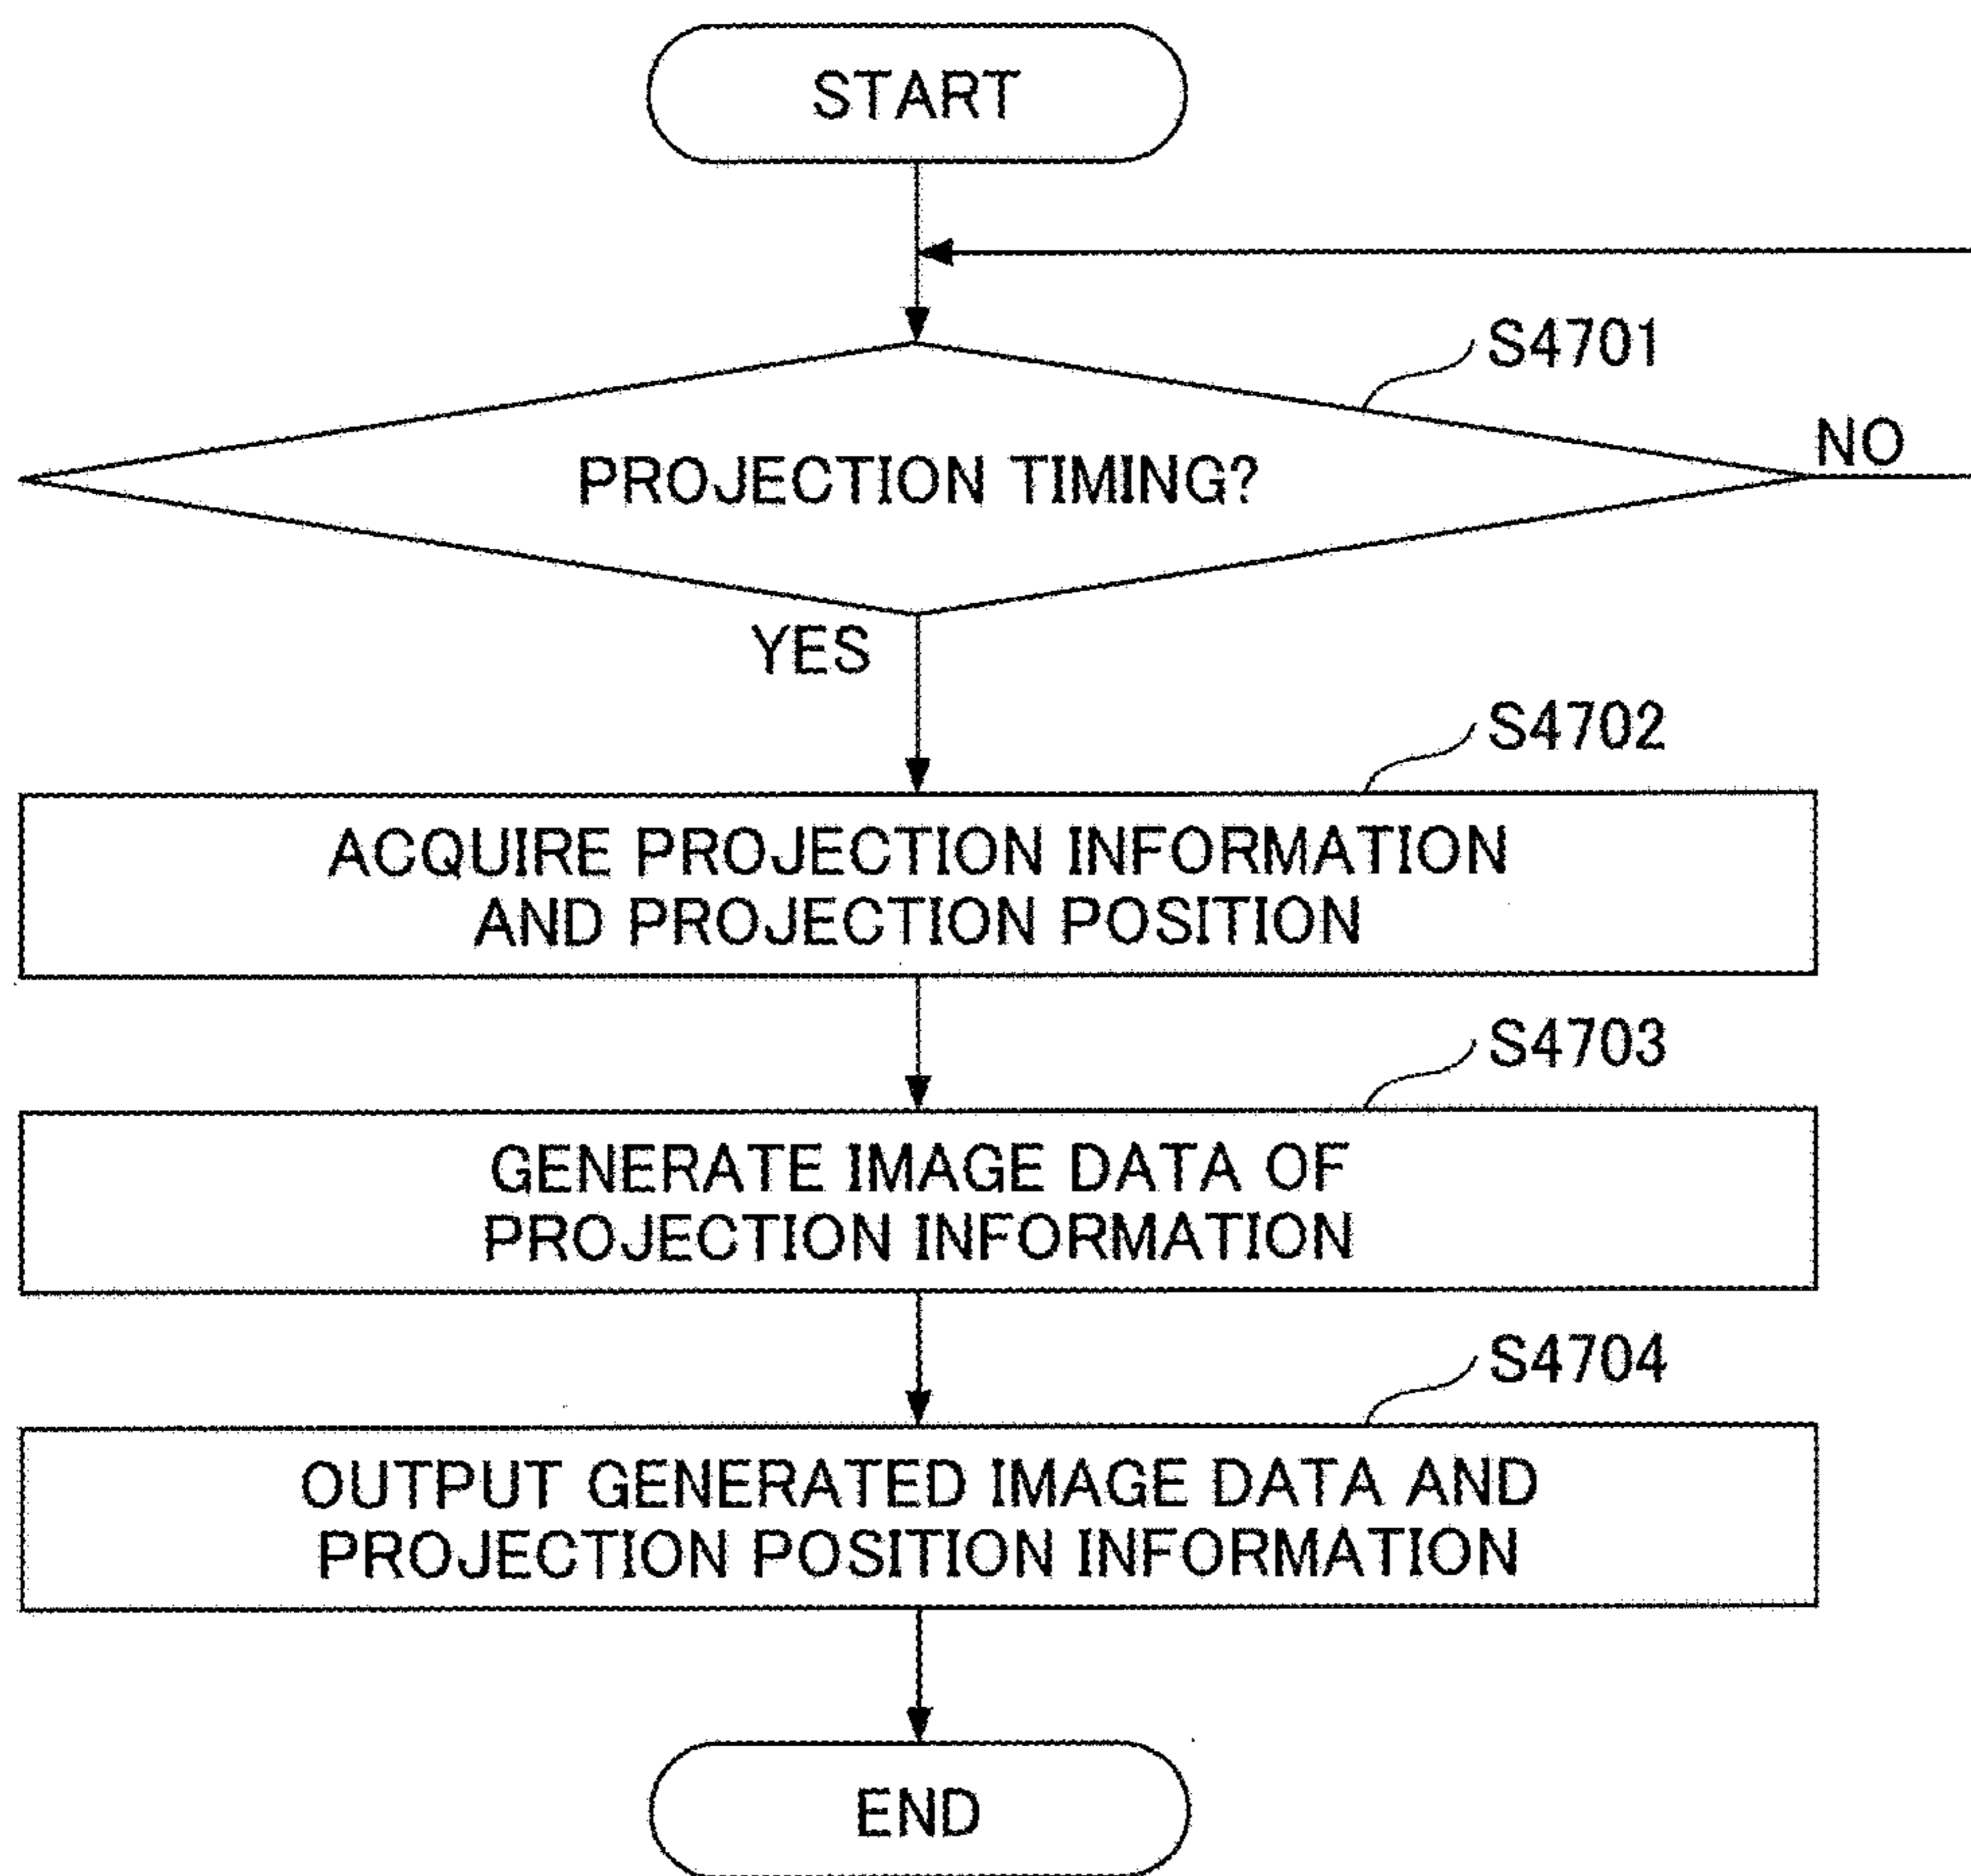 START
S4701
PROJECTION TIMING?
NO
YES
S4702
ACQUIRE PROJECTION INFORMATION
AND PROJECTION POSITION
S4703
GENERATE IMAGE DATA OF
PROJECTION INFORMATION
S4704
OUTPUT GENERATED IMAGE DATA AND
PROJECTION POSITION INFORMATION
END